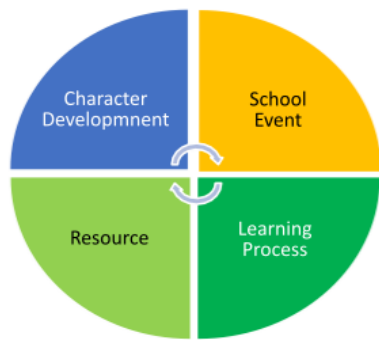 Character
Developmnent
School
Event
Resource
Learning
Process